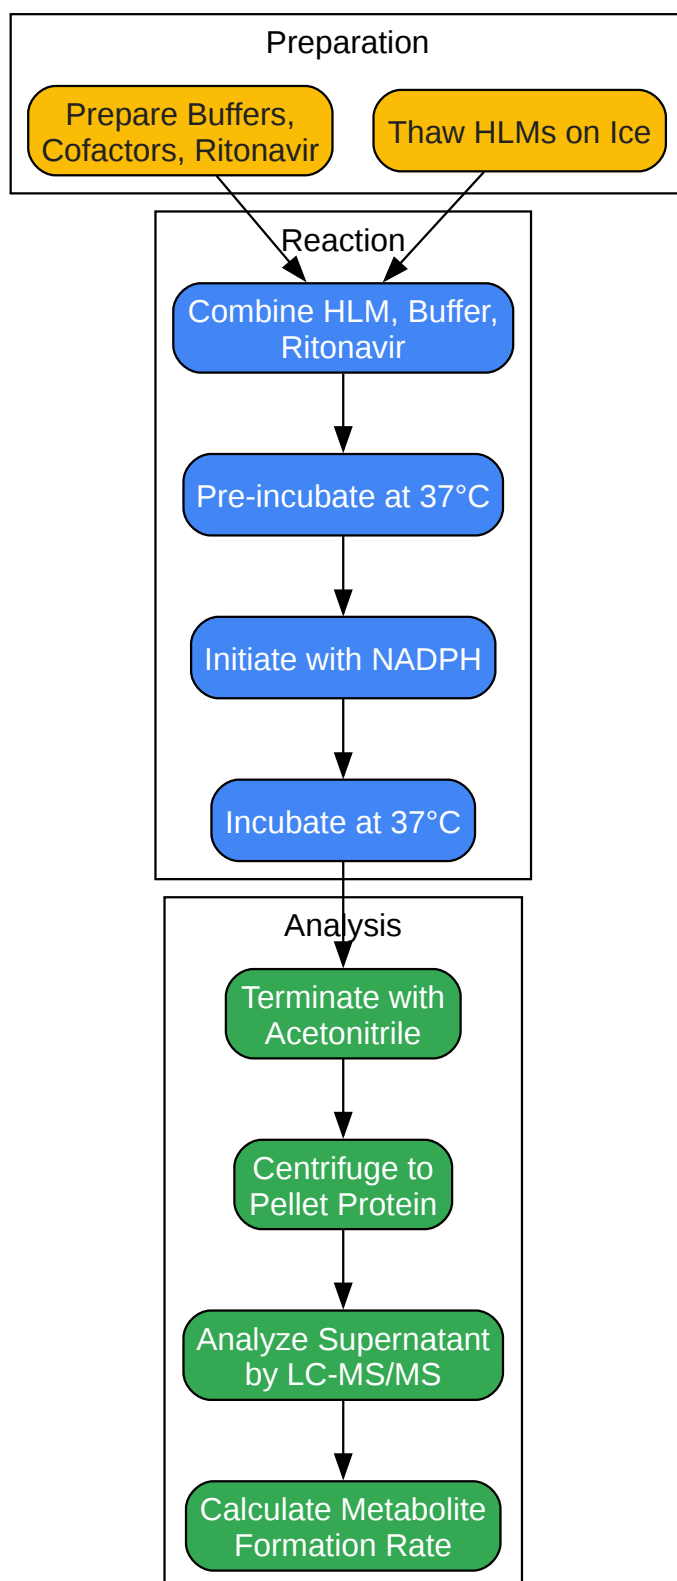 Preparation
Prepare Buffers,
Cofactors, Ritonavir
Thaw HLMs on Ice
Reaction
Combine HLM, Buffer,
Ritonavir
Pre-incubate at 37°C
Initiate with NADPH
Incubate at 37°C
Analysis
Terminate with
Acetonitrile
Centrifuge to
Pellet Protein
Analyze Supernatant
by LC-MS/MS
Calculate Metabolite
Formation Rate